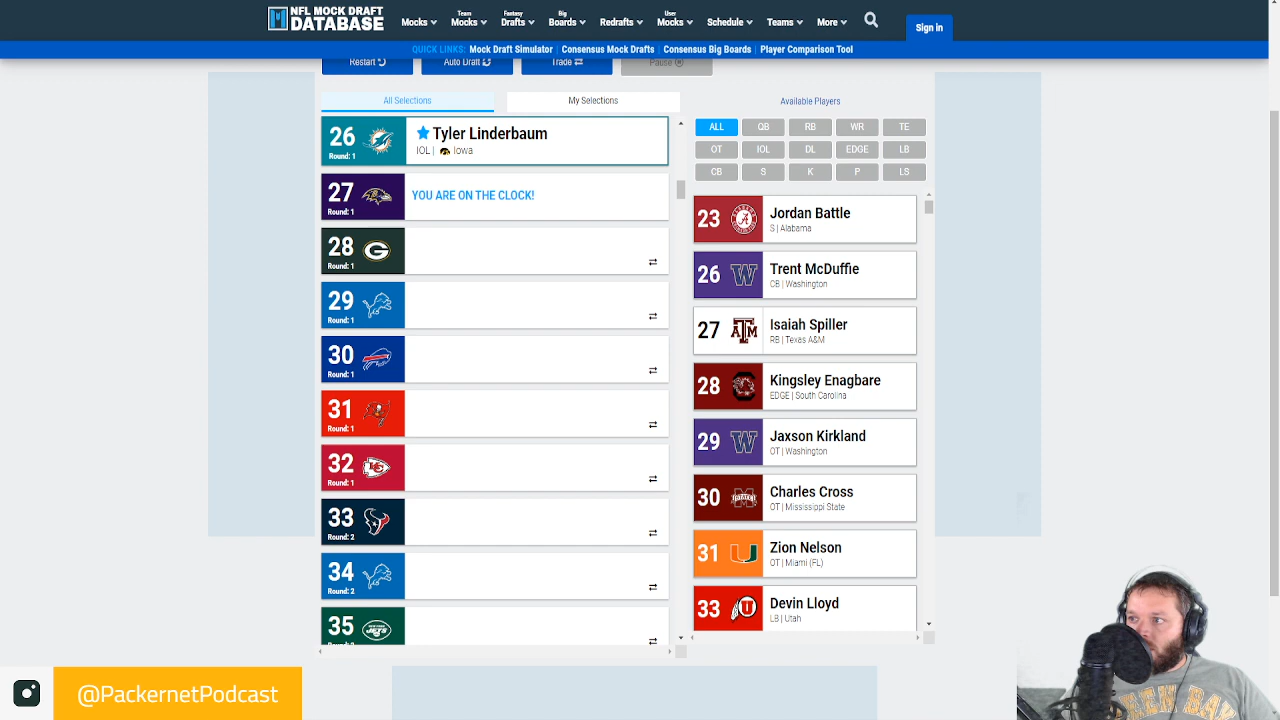 NFL MOCK DRAFT
DATABASE
Mocks
Team
Mocks
Fantasy
Drafts
Big
Boards
Redrafts
User
Mocks
Schedule
Teams
More
Sign in
QUICK LINKS: Mock Draft Simulator Consensus Mock Drafts Consensus Big Boards Player Comparison Tool
Restart Auto Draft Trade Pause
All Selections My Selections
26 Tyler Linderbaum
Round: 1 IOL | Iowa
27 YOU ARE ON THE CLOCK!
Round: 1
28
Round: 1
29
Round: 1
30
Round: 1
31
Round: 1
32
Round: 1
33
Round: 2
34
Round: 2
35
JETS
Available Players
ALL QB RB WR TE
OT IOL DL EDGE LB
CB S K P LS
23 Jordan Battle
S | Alabama
26 Trent McDuffie
CB | Washington
27 Isaiah Spiller
RB | Texas A&M
28 Kingsley Enagbare
EDGE | South Carolina
29 Jaxson Kirkland
OT | Washington
30 Charles Cross
OT | Mississippi State
31 Zion Nelson
OT | Miami (FL)
33 Devin Lloyd
LB | Utah
@PackernetPodcast